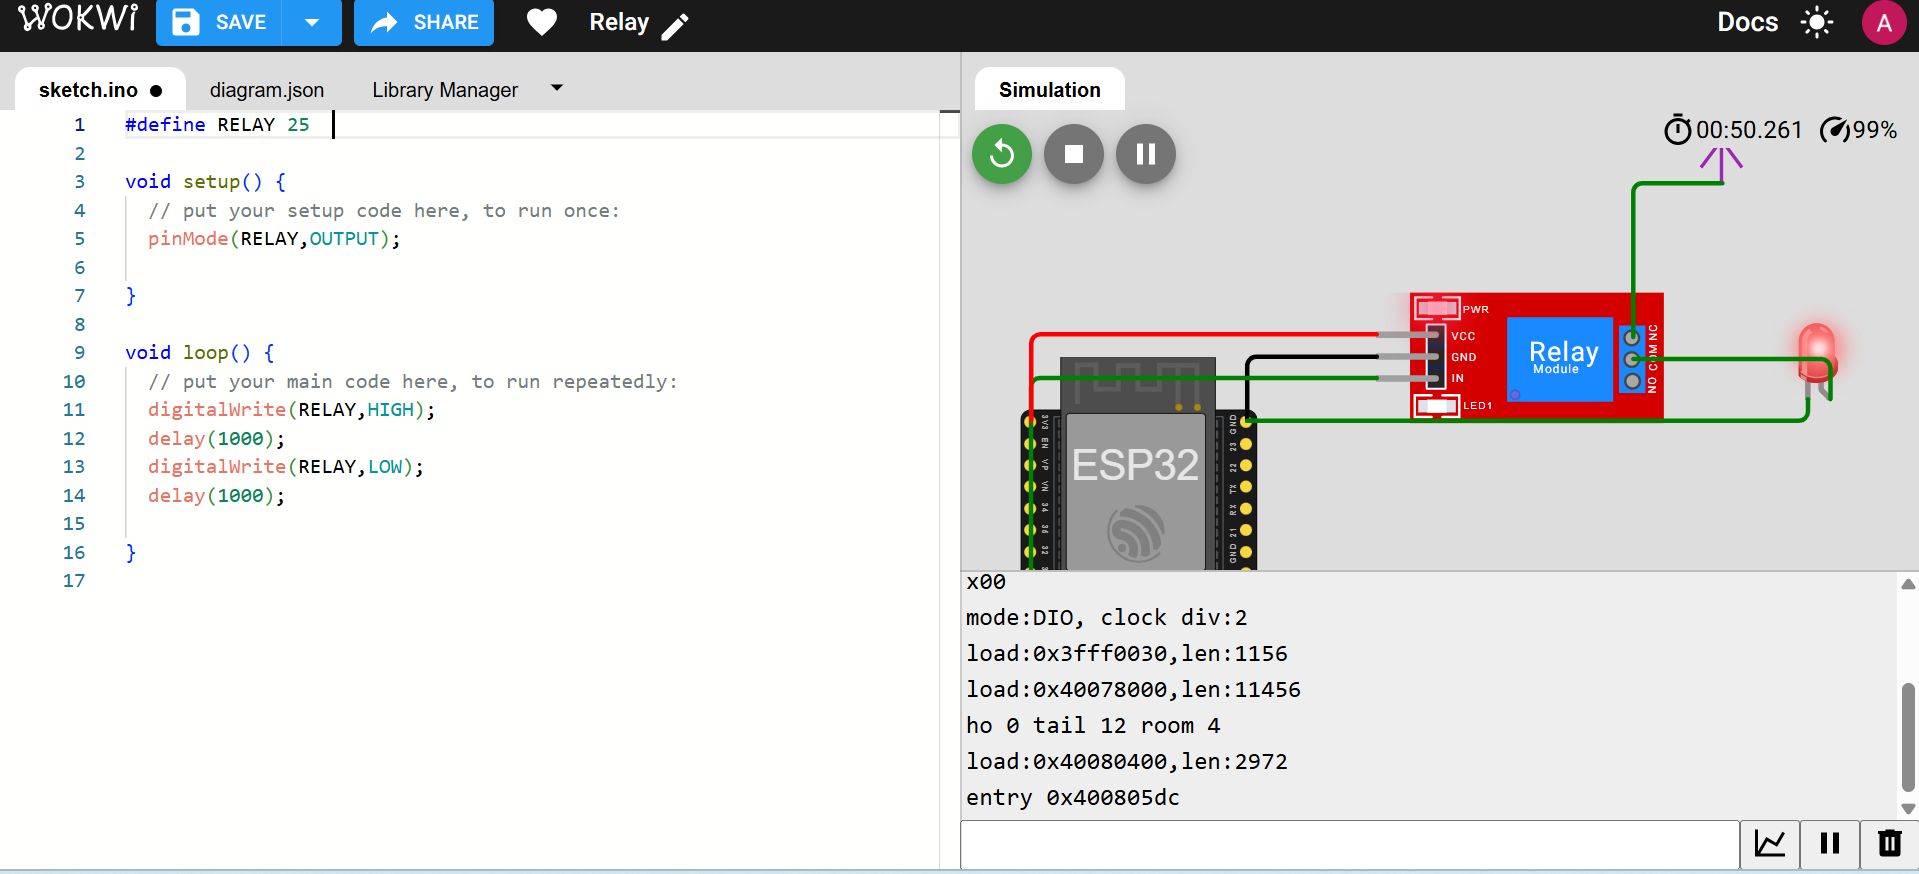 WOKWI SAVE SHARE Relay Docs A
sketch.ino diagram.json Library Manager
1 #define RELAY 25
2
3 void setup() {
4 // put your setup code here, to run once:
5 pinMode(RELAY,OUTPUT);
6
7 }
8
9 void loop() {
10 // put your main code here, to run repeatedly:
11 digitalWrite(RELAY,HIGH);
12 delay(1000);
13 digitalWrite(RELAY,LOW);
14 delay(1000);
15
16 }
17
Simulation
00:50.261 99%
PWR
VCC
GND
IN
LED1
Relay
Module
NO COM NC
ESP32
3V3 EN VP VN 34 35 32
GND 23 22 TX RX 21 GND
x00
mode:DIO, clock div:2
load:0x3fff0030,len:1156
load:0x40078000,len:11456
ho 0 tail 12 room 4
load:0x40080400,len:2972
entry 0x400805dc